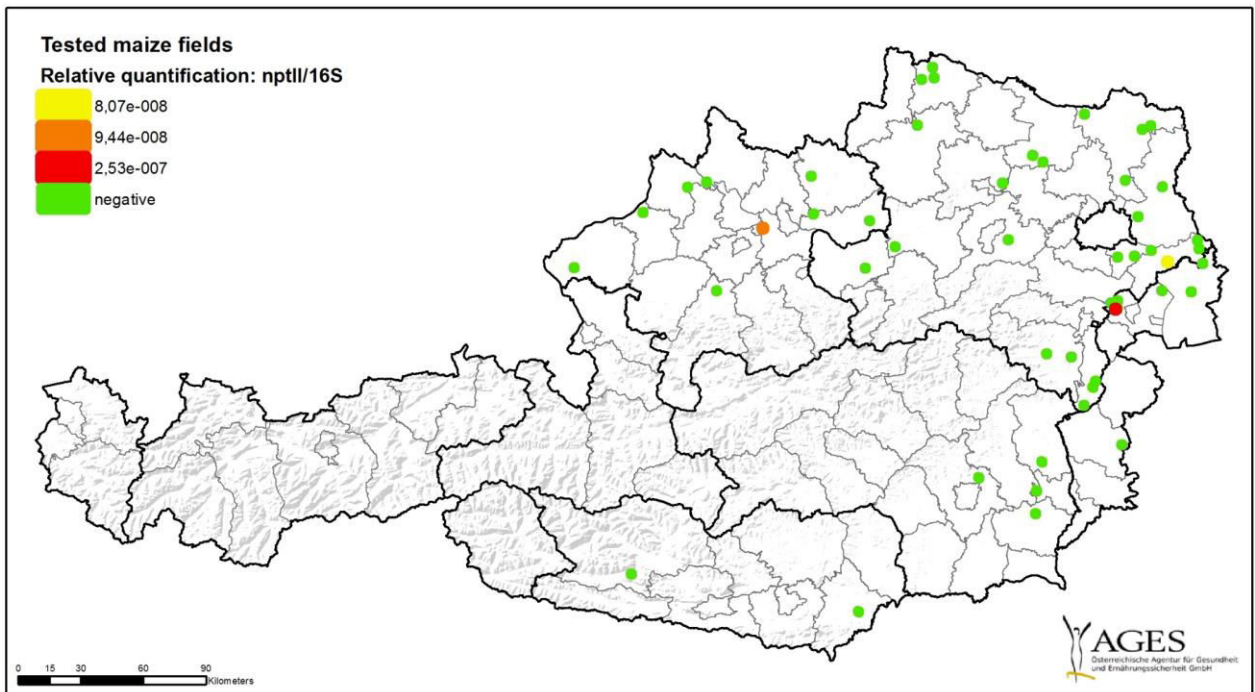 Tested maize fields
Relative quantification: nptII/16S
8,07e-008
9,44e-008
2,53e-007
negative
0 15 30 60 90
Kilometers
AGES
Österreichische Agentur für Gesundheit
und Ernährungssicherheit GmbH